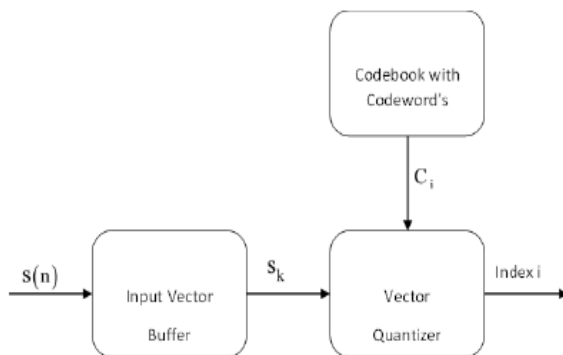 Codebook with
Codeword's
C i
s(n)
Input Vector
Buffer
s k
Vector
Quantizer
Index i